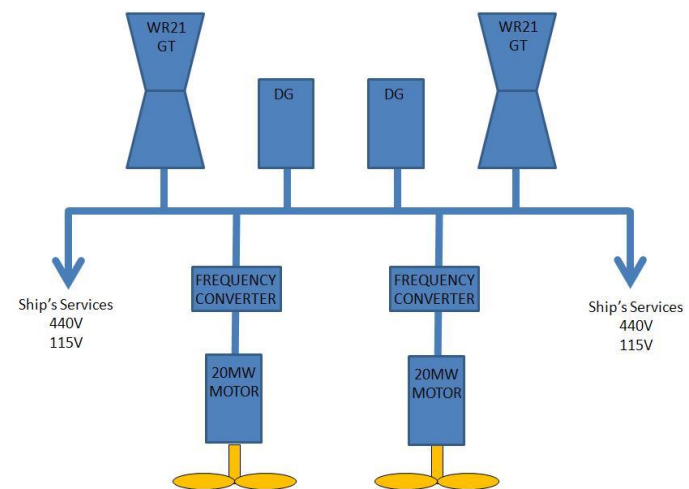 WR21
GT
WR21
GT
DG
DG
FREQUENCY
CONVERTER
FREQUENCY
CONVERTER
Ship's Services
440V
115V
Ship's Services
440V
115V
20MW
MOTOR
20MW
MOTOR